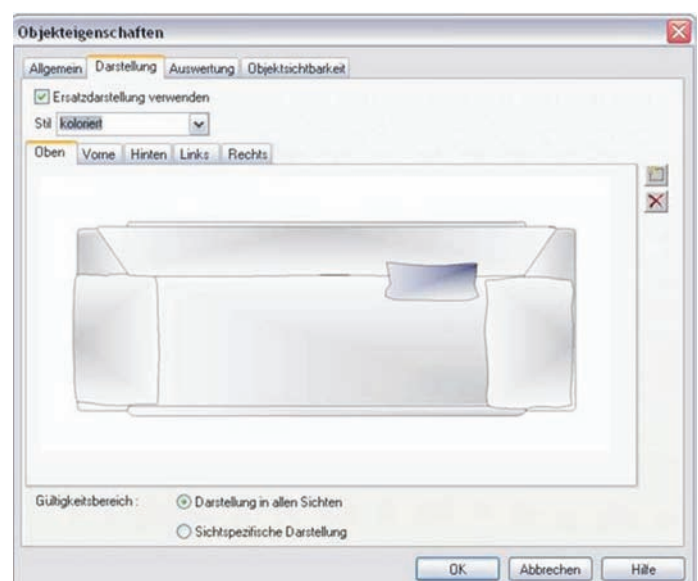 Objekteigenschaften
Allgemein Darstellung Auswertung Objektsichtbarkeit
Ersatzdarstellung verwenden
Stil koloriert
Oben Vorne Hinten Links Rechts
Gültigkeitsbereich : Darstellung in allen Sichten
Sichtspezifische Darstellung
OK Abbrechen Hilfe